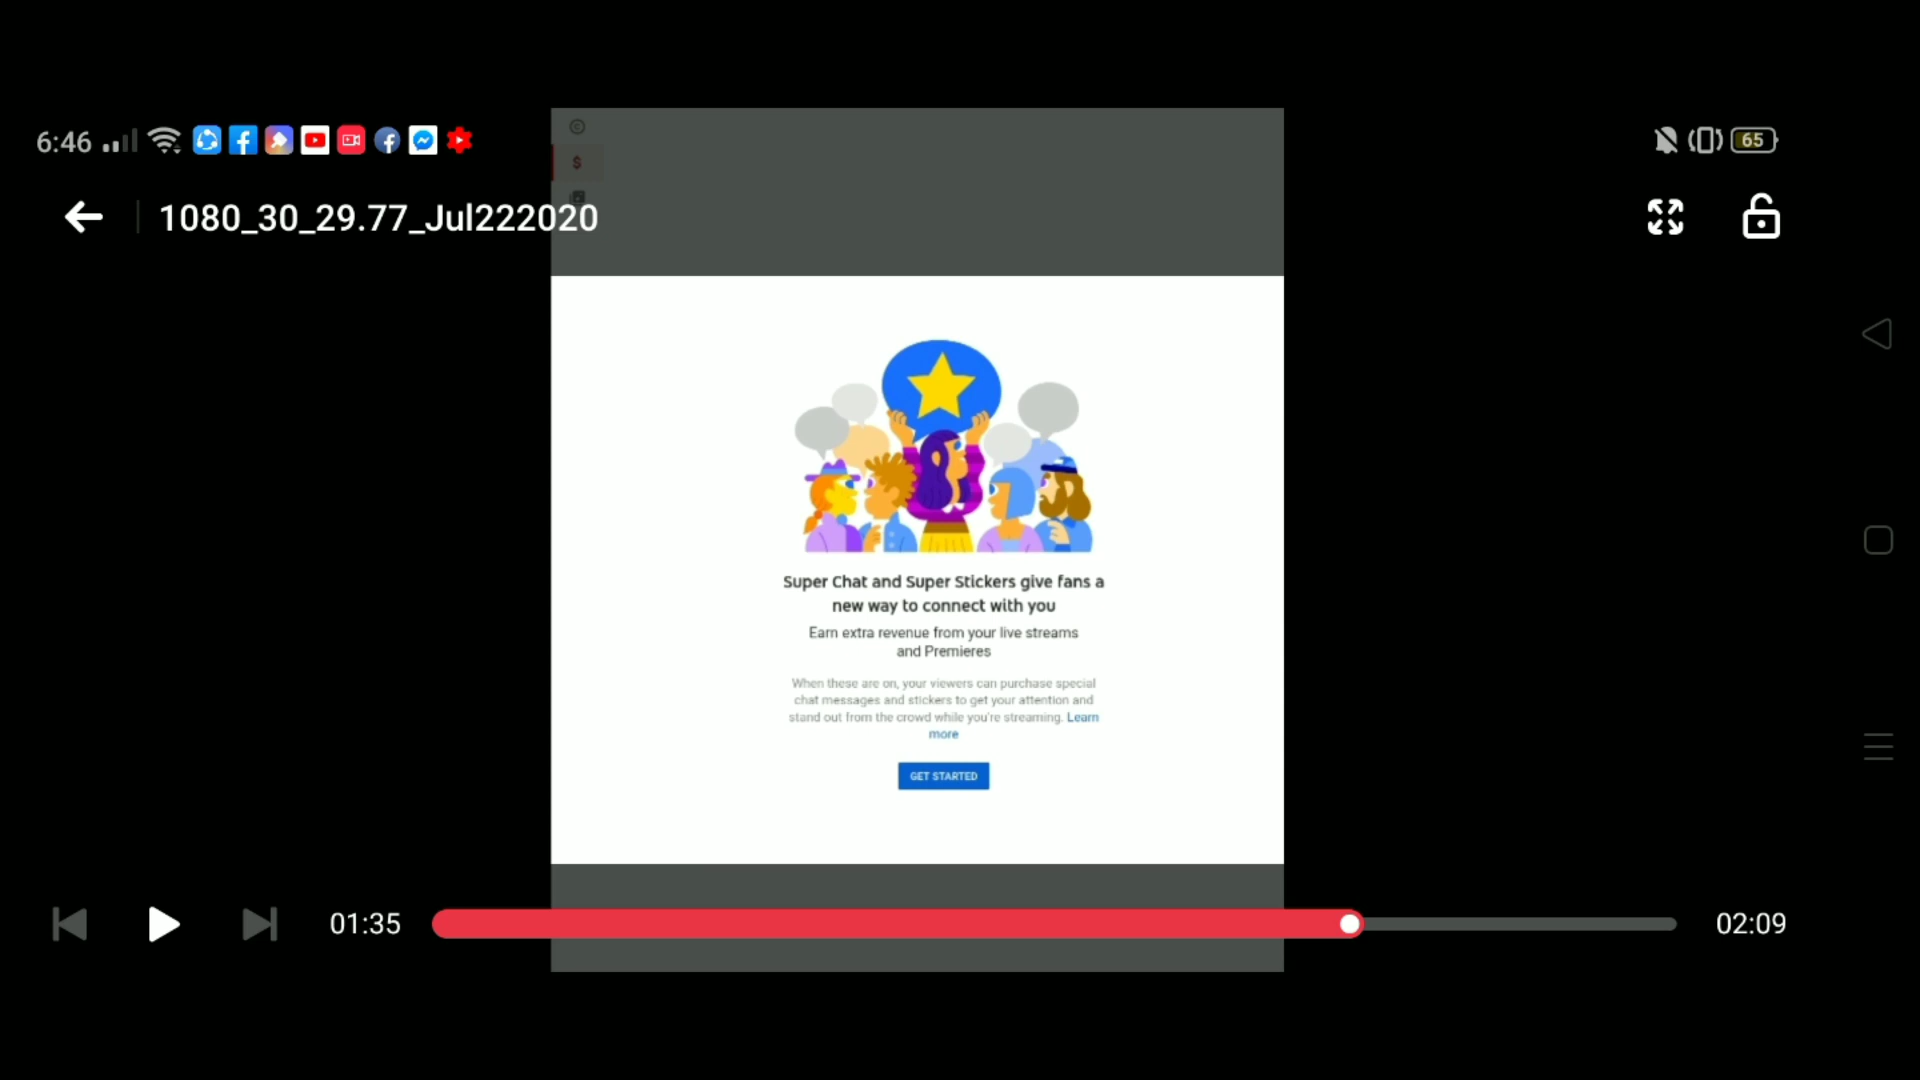 6:46
65
$
1080_30_29.77_Jul222020
Super Chat and Super Stickers give fans a
new way to connect with you
Earn extra revenue from your live streams
and Premieres
When these are on, your viewers can purchase special
chat messages and stickers to get your attention and
stand out from the crowd while you're streaming. Learn
more
GET STARTED
01:35
02:09